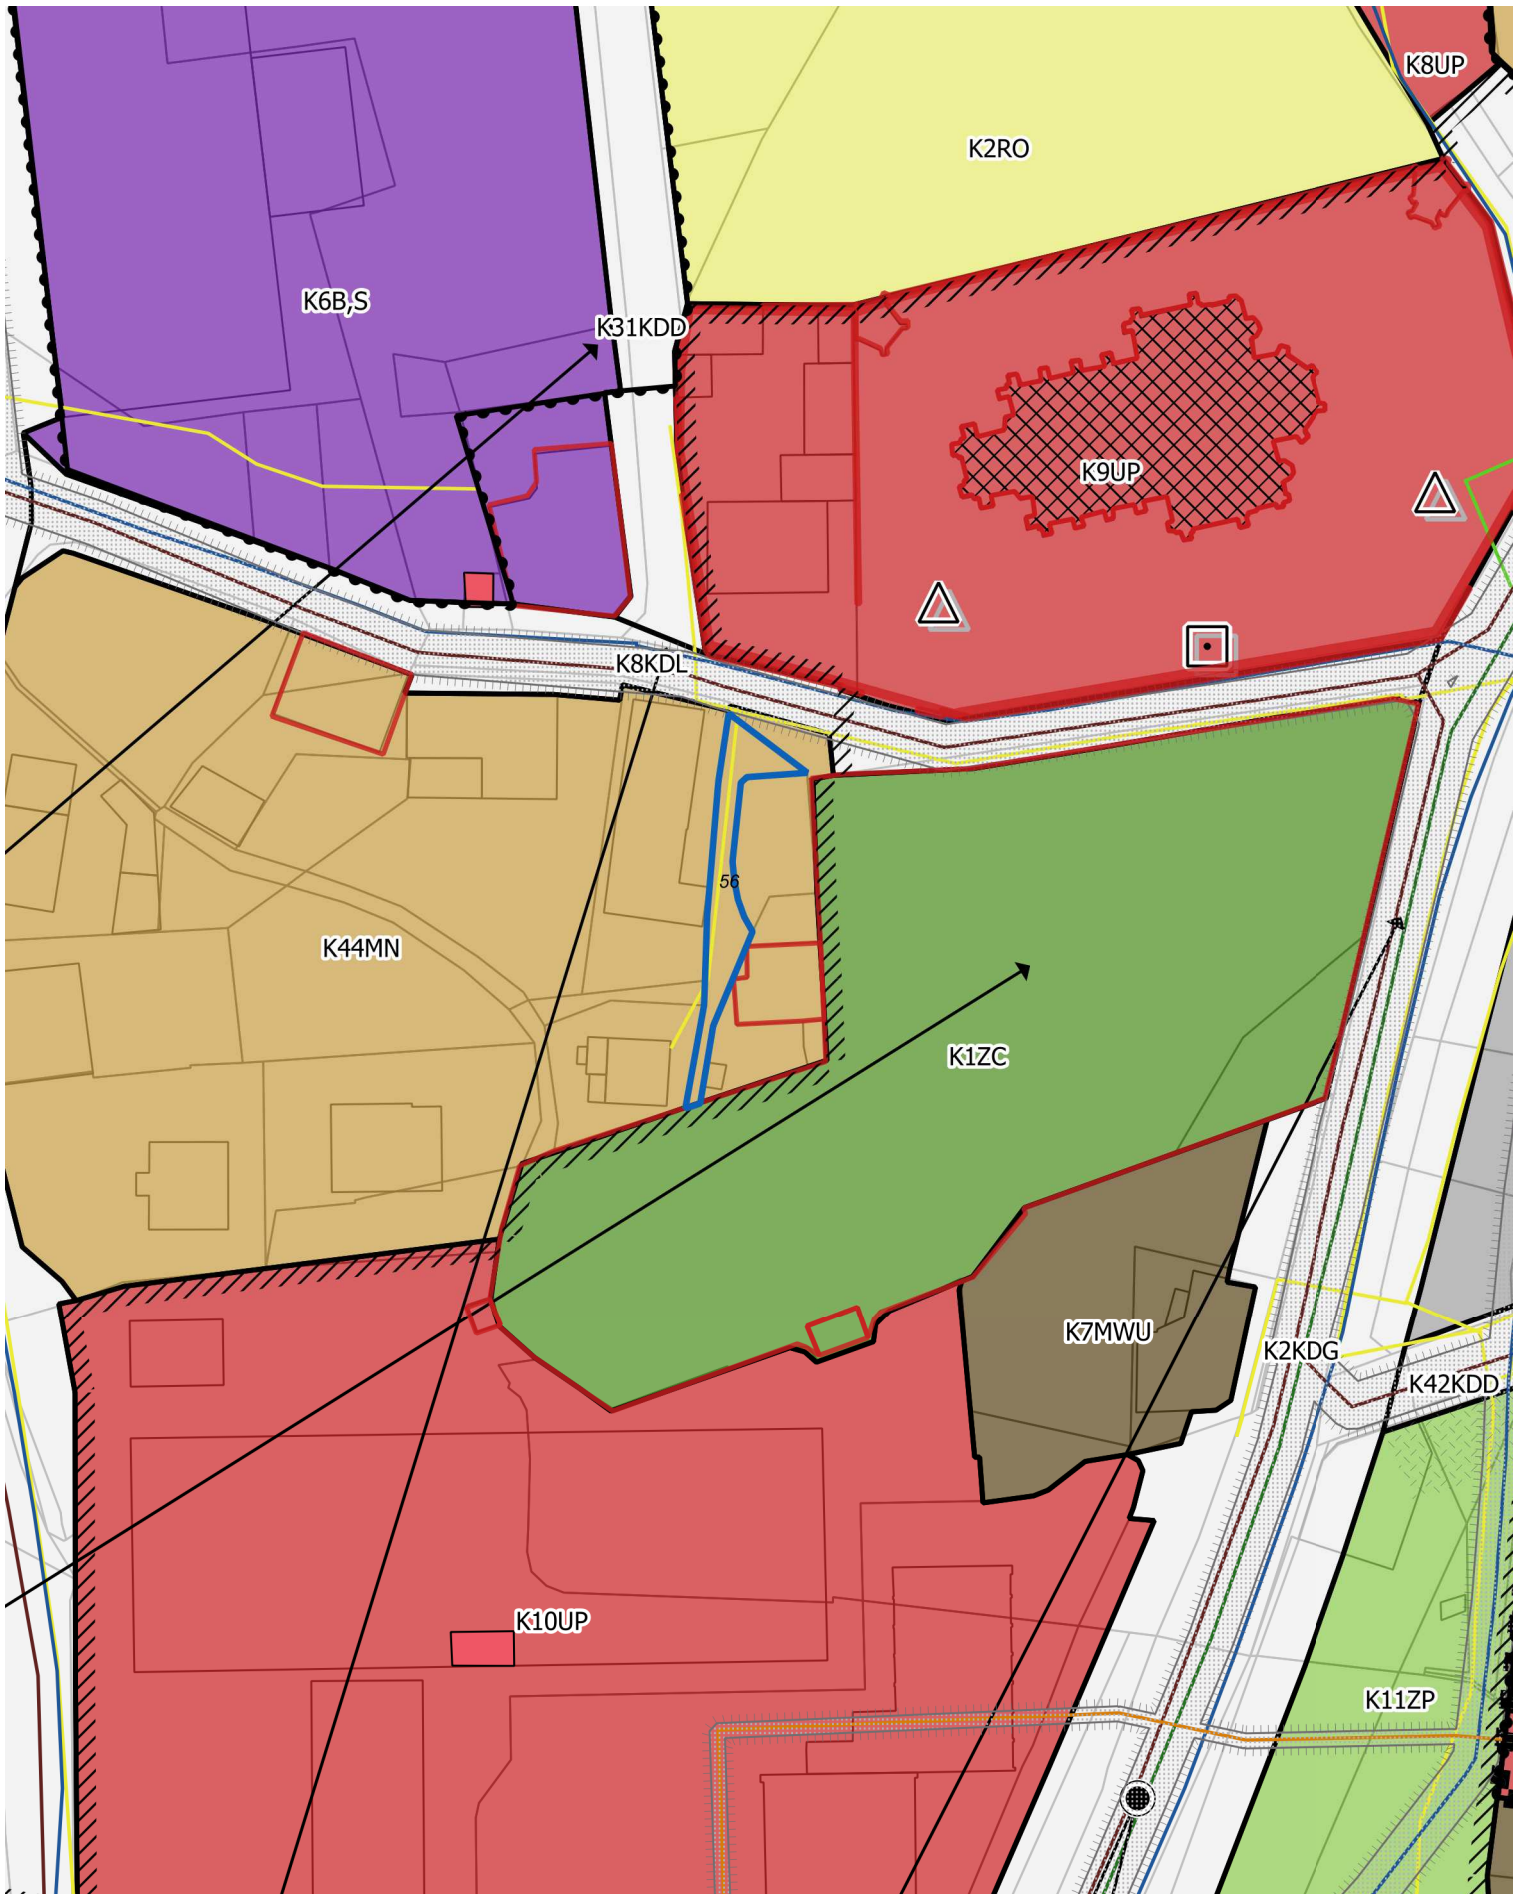 K8UP
K2RO
K6B,S
K31KDD
K9UP
K8KDL
56
K44MN
K1ZC
K7MWU
K2KDG
K42KDD
K10UP
K11ZP